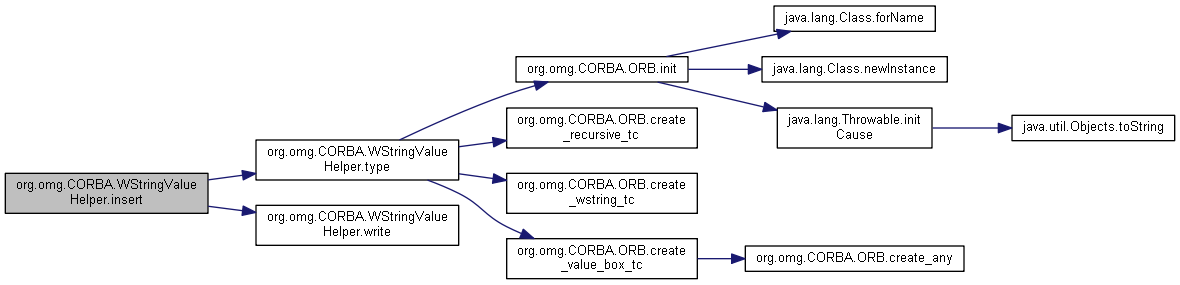 java.lang.Class.forName
org.omg.CORBA.ORB.init
java.lang.Class.newInstance
org.omg.CORBA.ORB.create
_recursive_tc
java.lang.Throwable.init
Cause
java.util.Objects.toString
org.omg.CORBA.WStringValue
Helper.type
org.omg.CORBA.WStringValue
Helper.insert
org.omg.CORBA.ORB.create
_wstring_tc
org.omg.CORBA.WStringValue
Helper.write
org.omg.CORBA.ORB.create
_value_box_tc
org.omg.CORBA.ORB.create_any